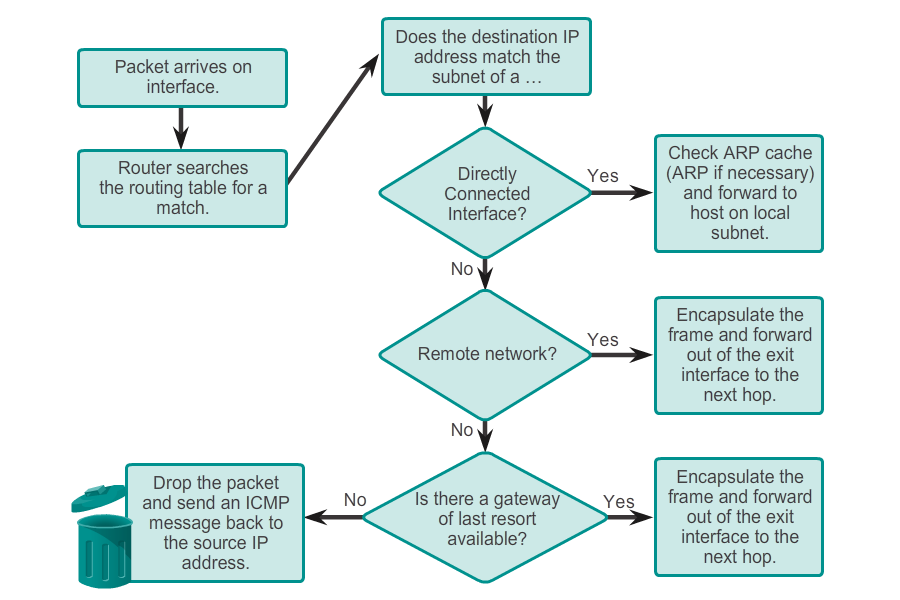 Packet arrives on
interface.
Router searches
the routing table for a
match.
Does the destination IP
address match the
subnet of a …
Directly
Connected
Interface?
Yes
Check ARP cache
(ARP if necessary)
and forward to
host on local
subnet.
No
Remote network?
Yes
Encapsulate the
frame and forward
out of the exit
interface to the
next hop.
No
Is there a gateway
of last resort
available?
Yes
Encapsulate the
frame and forward
out of the exit
interface to the
next hop.
No
Drop the packet
and send an ICMP
message back to
the source IP
address.